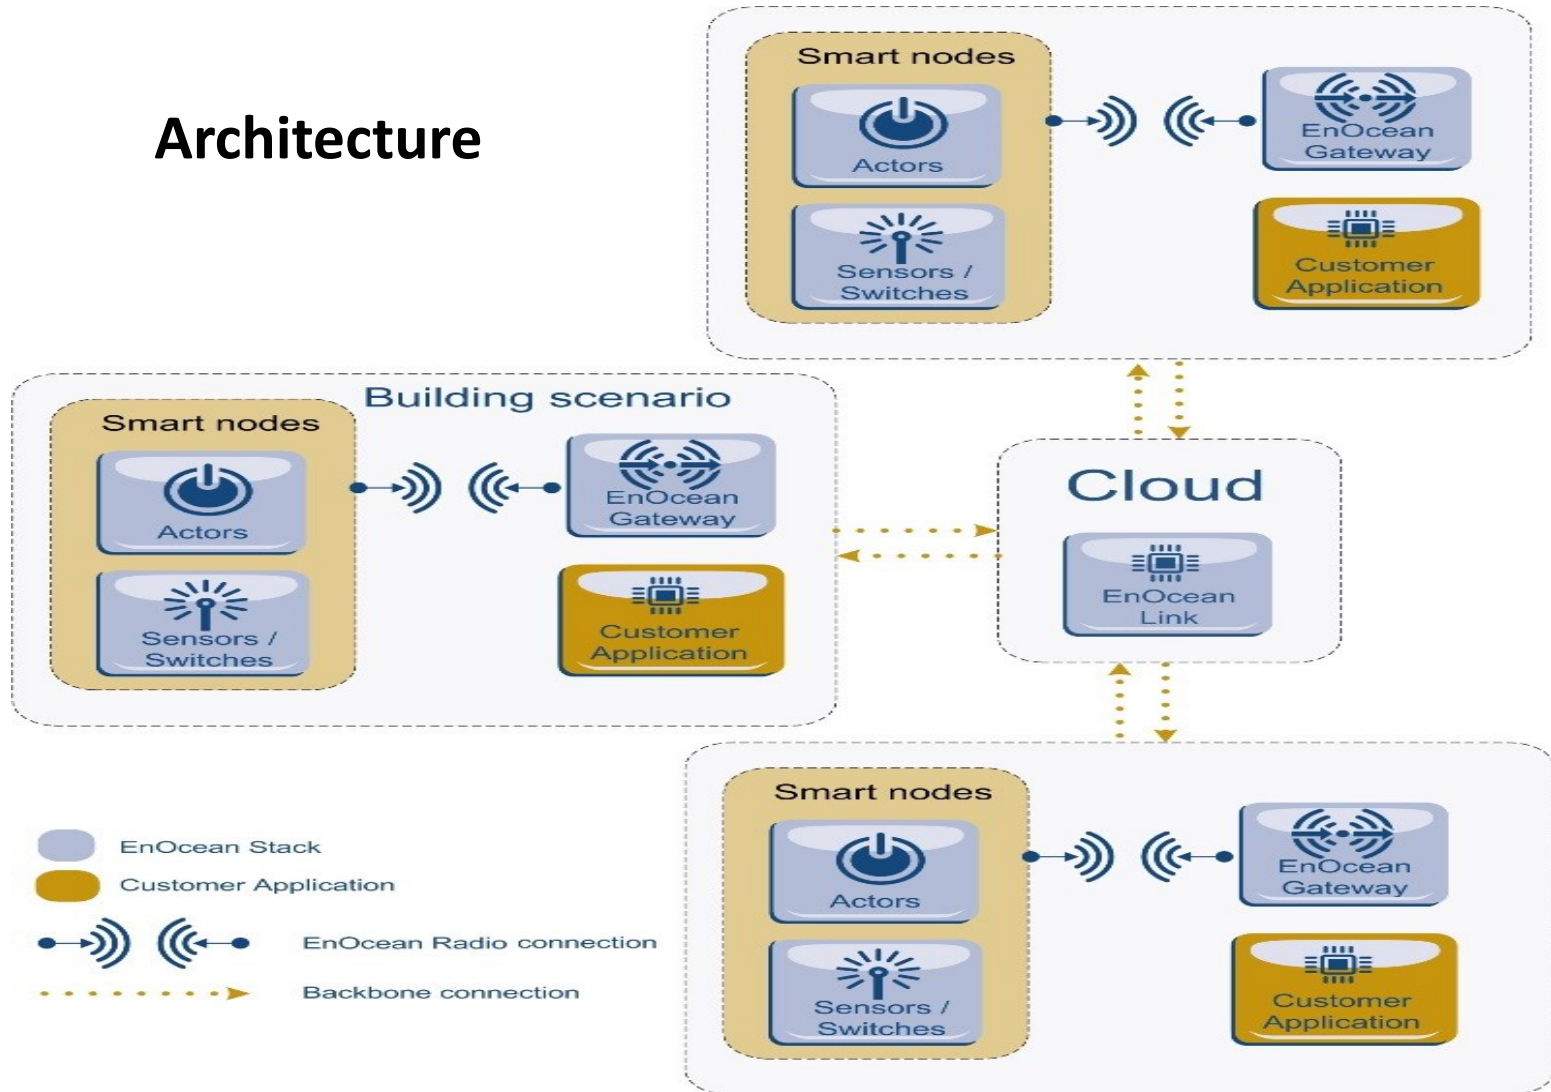 Architecture
Smart nodes
Actors
Sensors /
Switches
EnOcean
Gateway
Customer
Application
Building scenario
Smart nodes
Actors
Sensors /
Switches
EnOcean
Gateway
Customer
Application
Cloud
EnOcean
Link
Smart nodes
Actors
Sensors /
Switches
EnOcean
Gateway
Customer
Application
EnOcean Stack
Customer Application
EnOcean Radio connection
Backbone connection